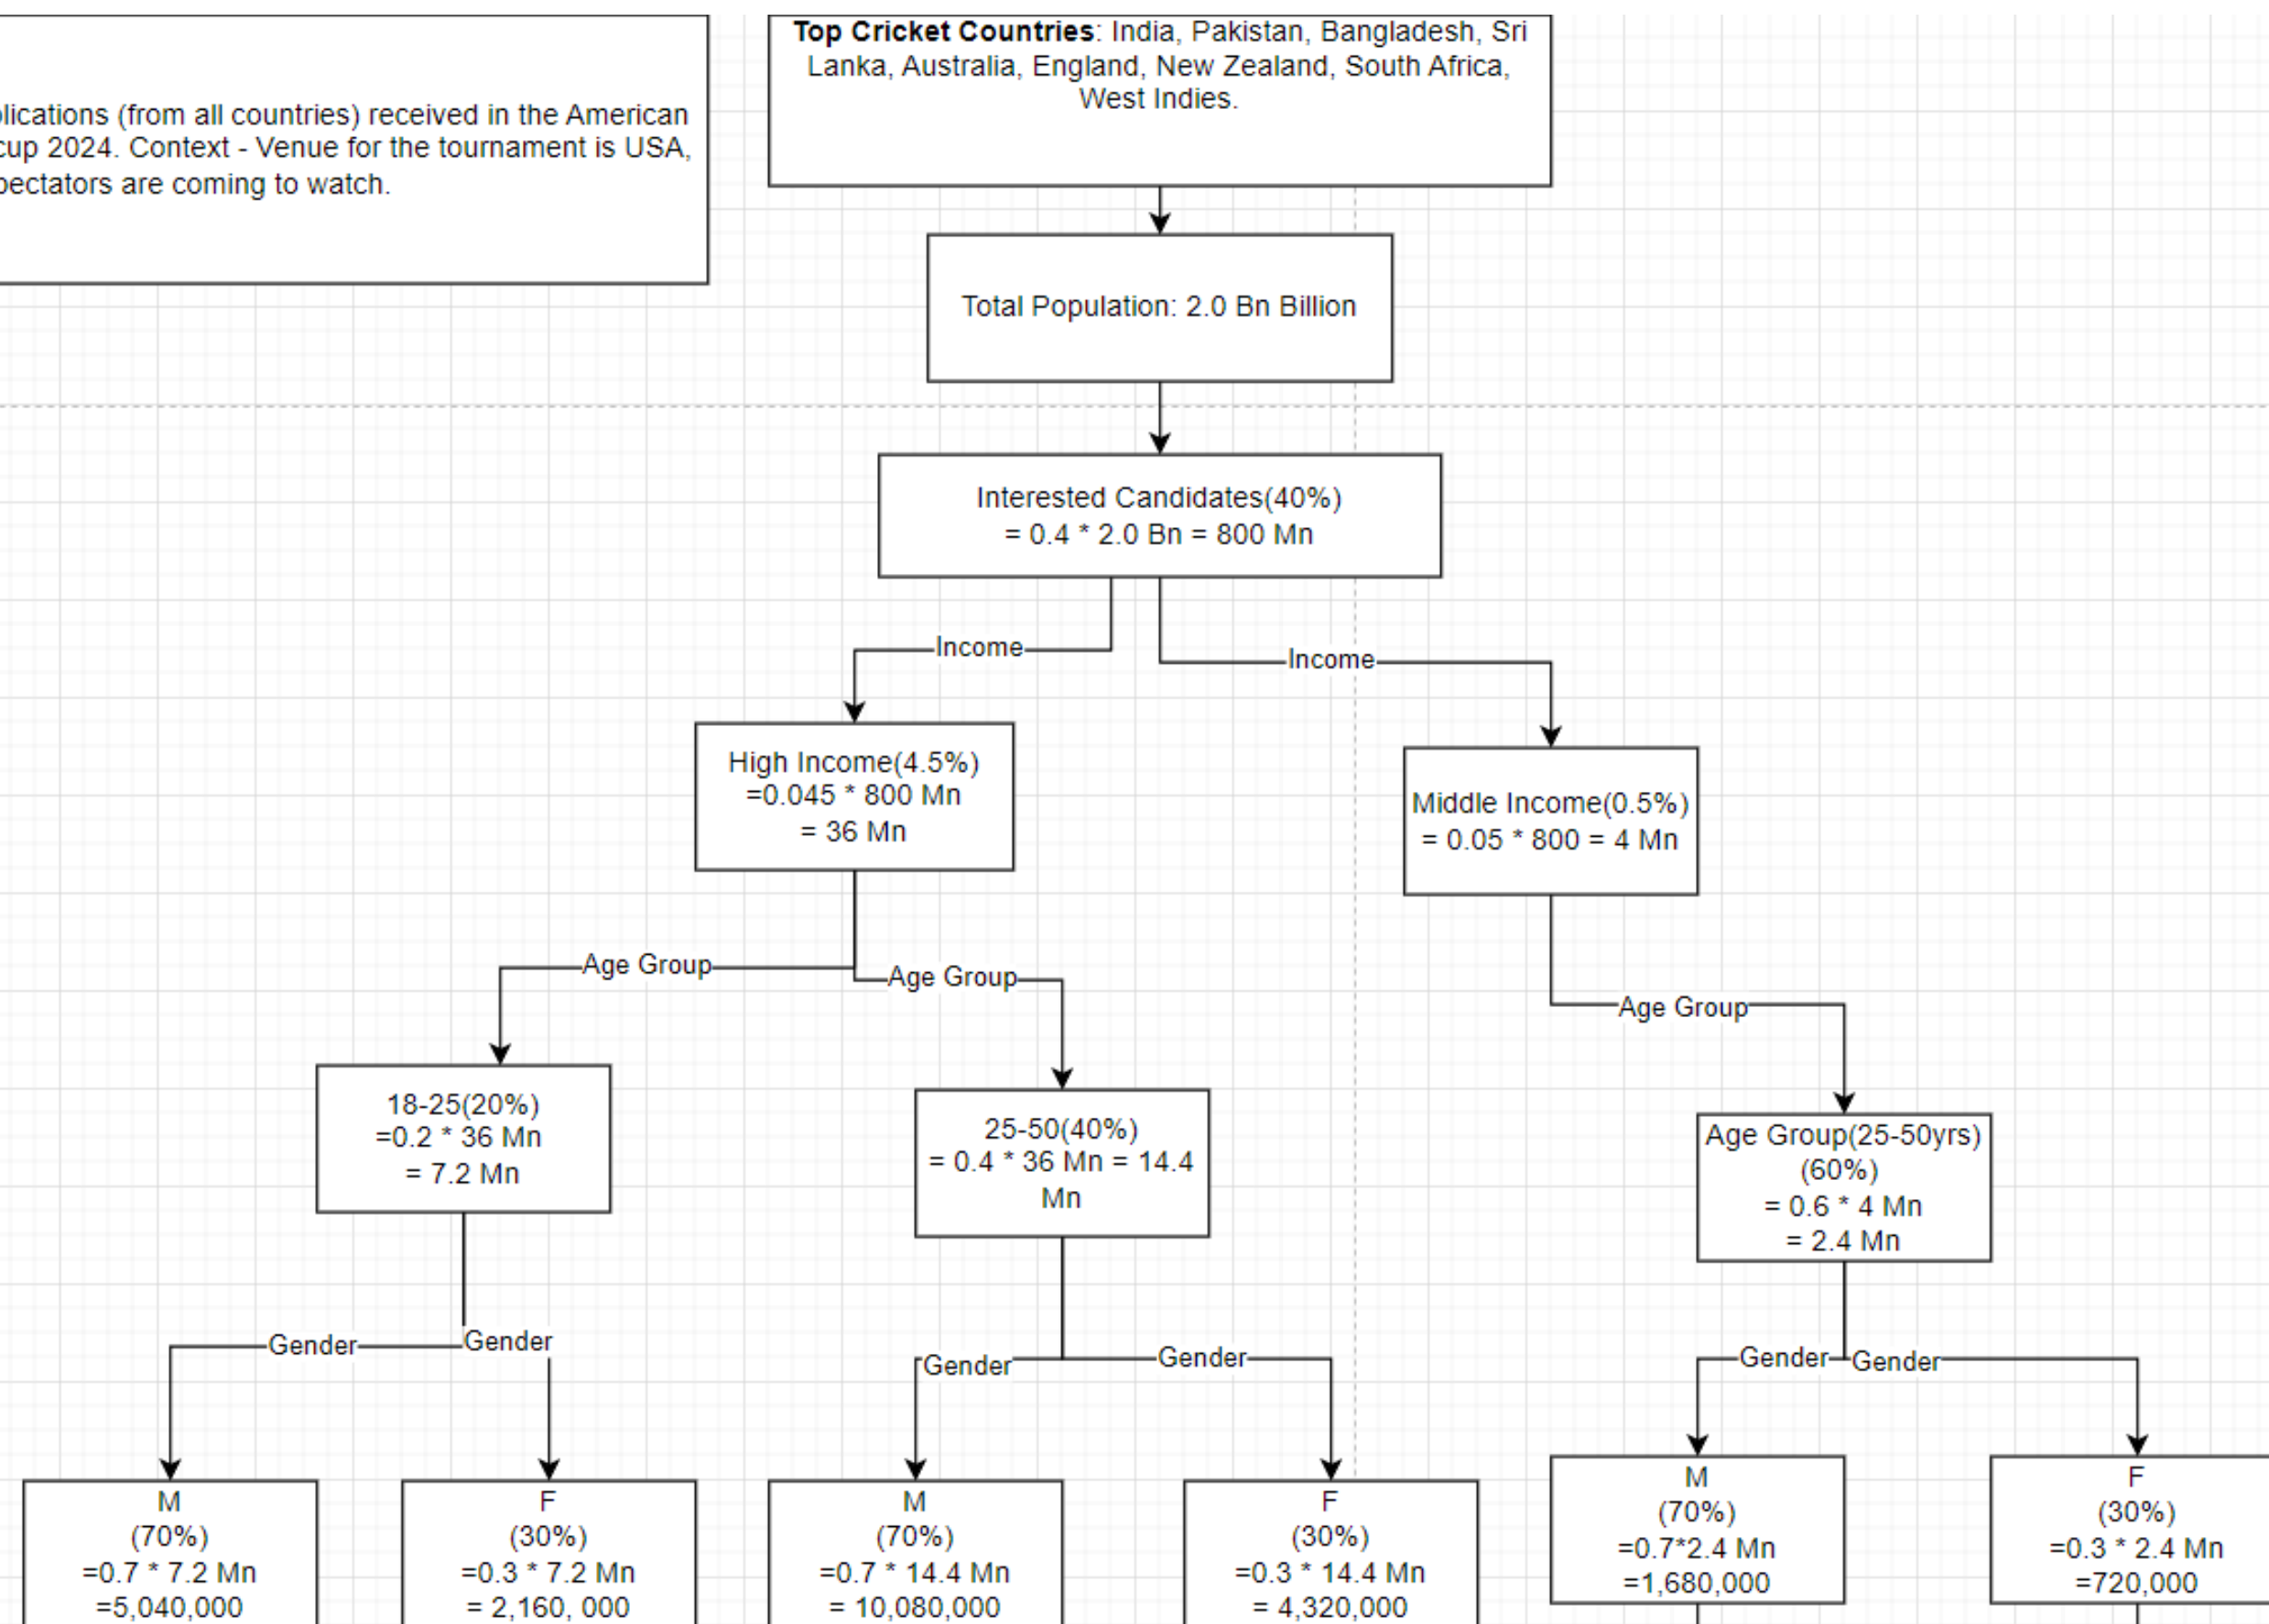 (from all countries) received in the American
cup 2024. Context - Venue for the tournament is USA,
are coming to watch.
Top Cricket Countries: India, Pakistan, Bangladesh, Sri
Lanka, Australia, England, New Zealand, South Africa,
West Indies.
Total Population: 2.0 Bn Billion
Interested Candidates(40%)
= 0.4 * 2.0 Bn = 800 Mn
Income
Income
High Income(4.5%)
=0.045 * 800 Mn
= 36 Mn
Middle Income(0.5%)
= 0.05 * 800 = 4 Mn
Age Group
Age Group
Age Group
18-25(20%)
=0.2 * 36 Mn
= 7.2 Mn
25-50(40%)
= 0.4 * 36 Mn = 14.4
Mn
Age Group(25-50yrs)
(60%)
= 0.6 * 4 Mn
= 2.4 Mn
Gender
Gender
Gender
Gender
Gender
Gender
M
(70%)
=0.7 * 7.2 Mn
=5,040,000
F
(30%)
=0.3 * 7.2 Mn
= 2,160, 000
M
(70%)
=0.7 * 14.4 Mn
= 10,080,000
F
(30%)
=0.3 * 14.4 Mn
= 4,320,000
M
(70%)
=0.7*2.4 Mn
=1,680,000
F
(30%)
=0.3 * 2.4 Mn
=720,000